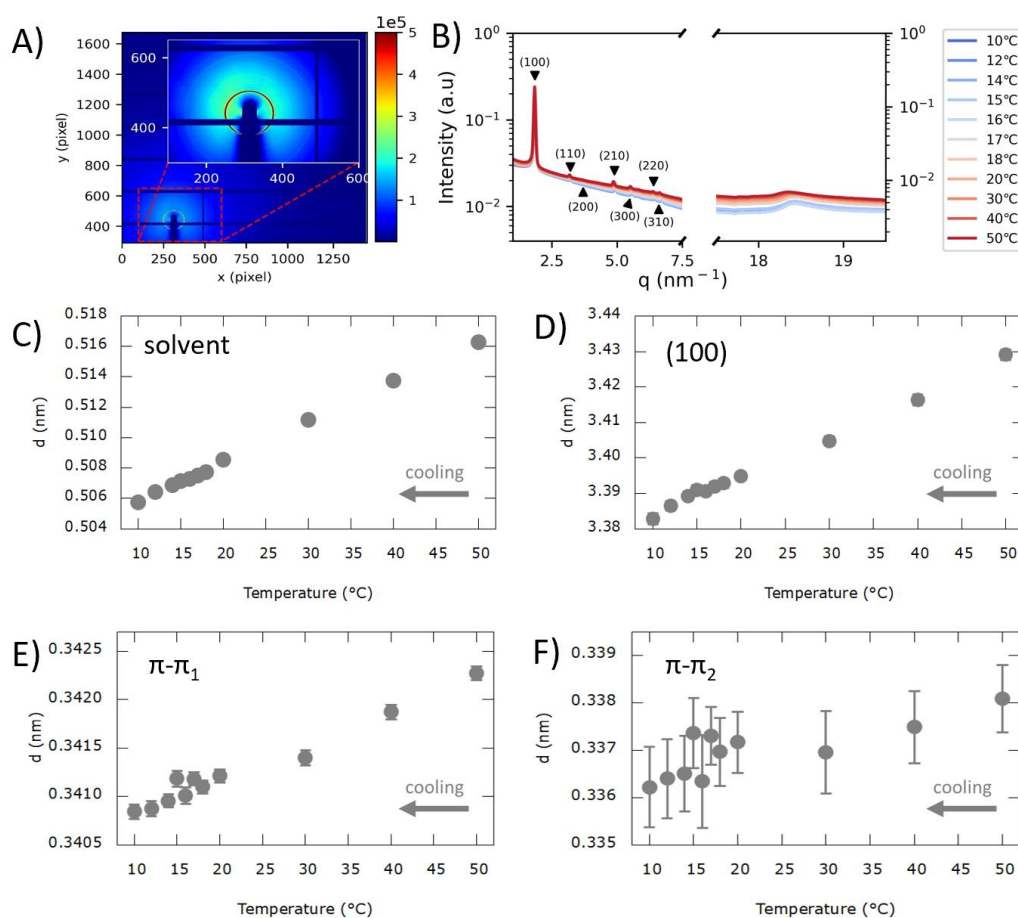 A)
1e5
1600
1400
1200
1000
800
600
400
y (pixel)
600
400
200
400
600
0
250
500
750
1000
1250
x (pixel)
5
4
3
2
1
B)
Intensity (a.u)
10⁰
10⁻¹
10⁻²
(100)
(110)
(200)
(210)
(300)
(220)
(310)
2.5
5.0
7.5
18
19
q (nm⁻¹)
10⁰
10⁻¹
10⁻²
10℃
12℃
14℃
15℃
16℃
17℃
18℃
20℃
30℃
40℃
50℃
C)
solvent
d (nm)
0.518
0.516
0.514
0.512
0.510
0.508
0.506
0.504
cooling
10 15 20 25 30 35 40 45 50
Temperature (°C)
D)
(100)
d (nm)
3.44
3.43
3.42
3.41
3.40
3.39
3.38
cooling
10 15 20 25 30 35 40 45 50
Temperature (°C)
E)
π-π₁
d (nm)
0.3425
0.3420
0.3415
0.3410
0.3405
cooling
10 15 20 25 30 35 40 45 50
Temperature (°C)
F)
π-π₂
d (nm)
0.339
0.338
0.337
0.336
0.335
cooling
10 15 20 25 30 35 40 45 50
Temperature (°C)